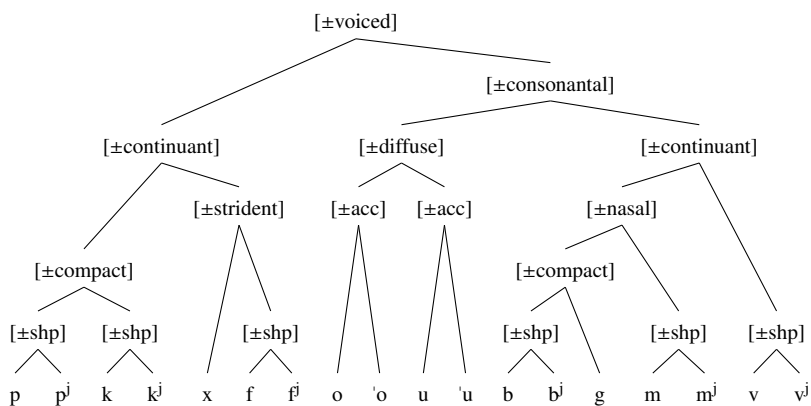 [±voiced]
[±consonantal]
[±continuant] [±diffuse] [±continuant]
[±strident] [±acc] [±acc] [±nasal]
[±compact] [±compact]
[±shp] [±shp] [±shp] [±shp] [±shp] [±shp]
p pʲ k kʲ x f fʲ o ˈo u ˈu b bʲ g m mʲ v vʲ